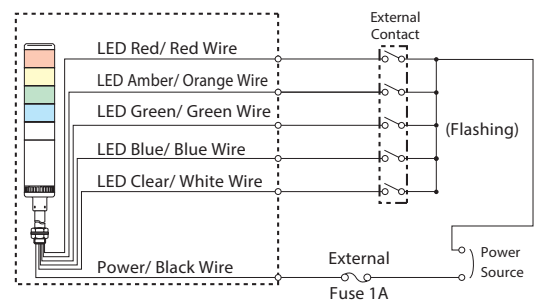 External
Contact
LED Red/ Red Wire
LED Amber/ Orange Wire
LED Green/ Green Wire
(Flashing)
LED Blue/ Blue Wire
LED Clear/ White Wire
Power/ Black Wire
External
Fuse 1A
Power
Source